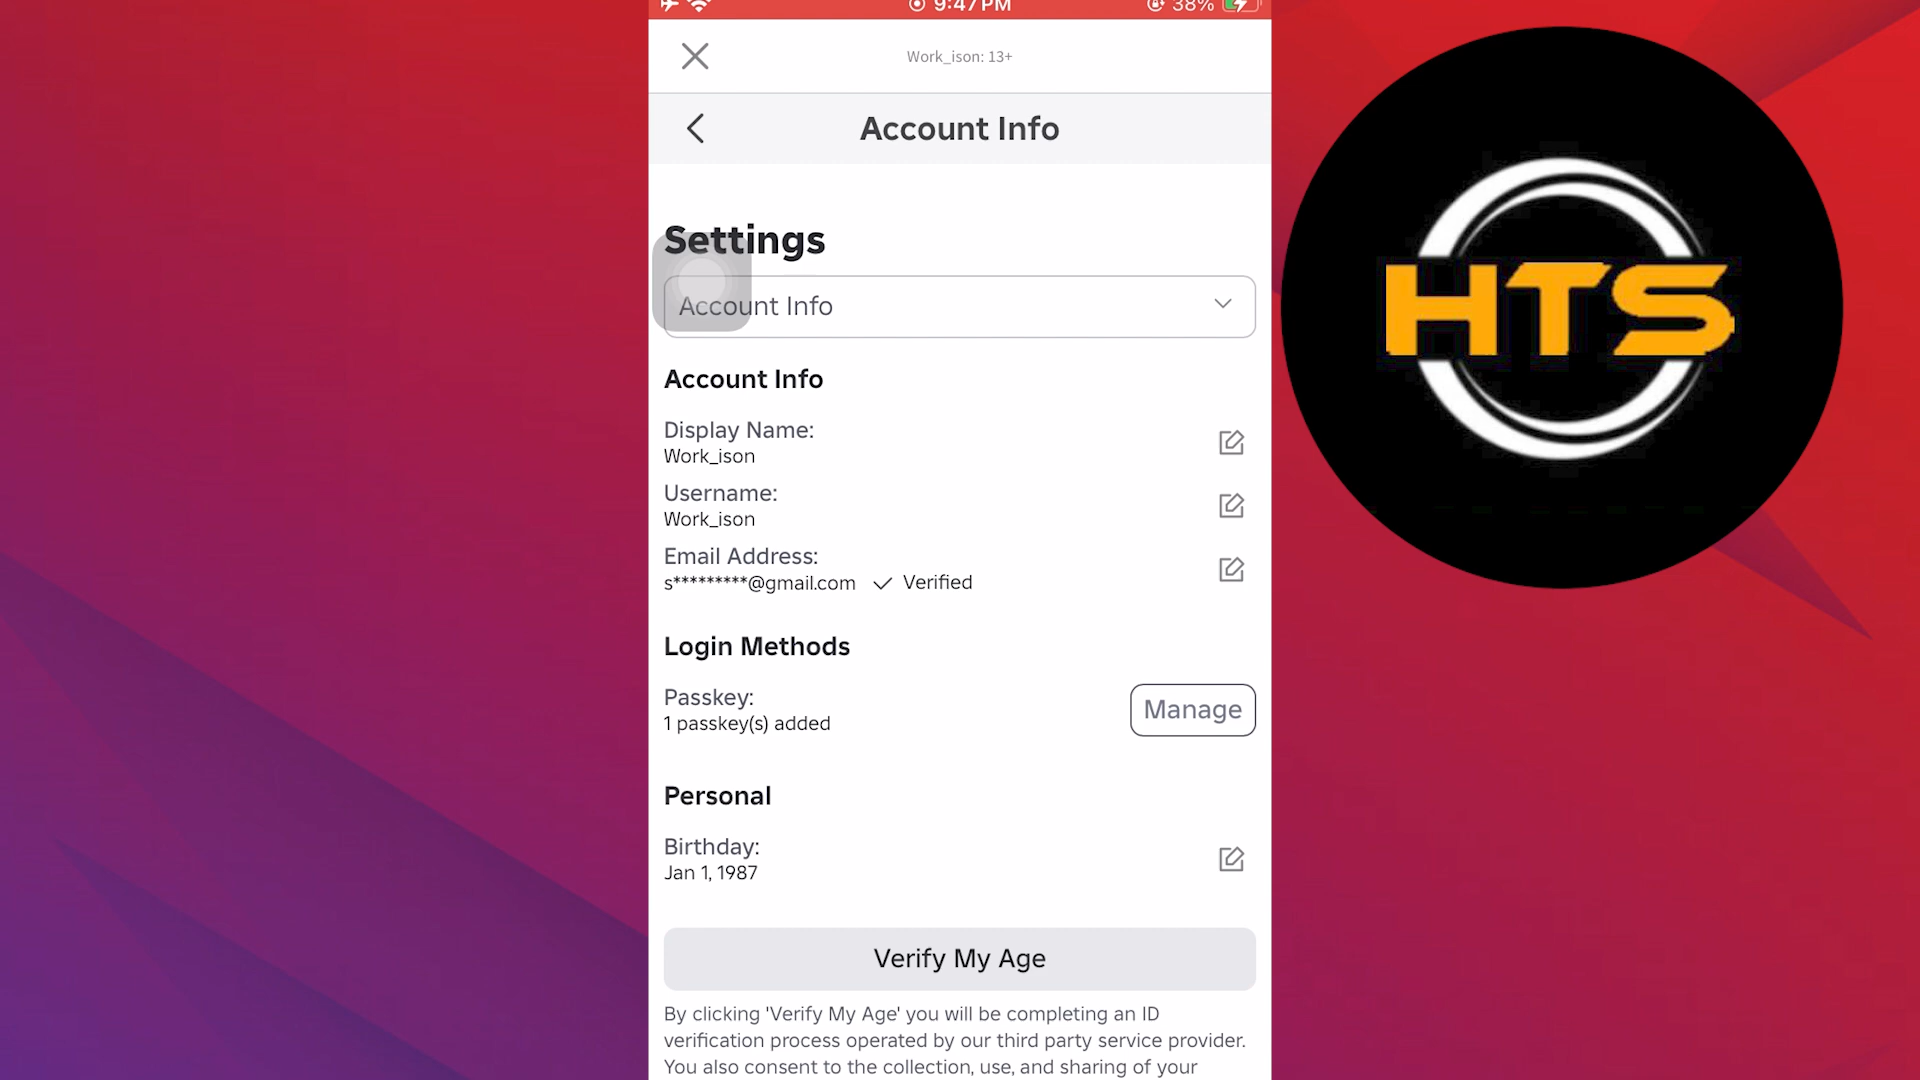 9:47 PM
38%
Work_ison: 13+
Account Info
HTS
Settings
Account Info
Account Info
Display Name:
Work_ison
Username:
Work_ison
Email Address:
s*********@gmail.com Verified
Login Methods
Passkey:
1 passkey(s) added
Manage
Personal
Birthday:
Jan 1, 1987
Verify My Age
By clicking 'Verify My Age' you will be completing an ID
verification process operated by our third party service provider.
You also consent to the collection, use, and sharing of your